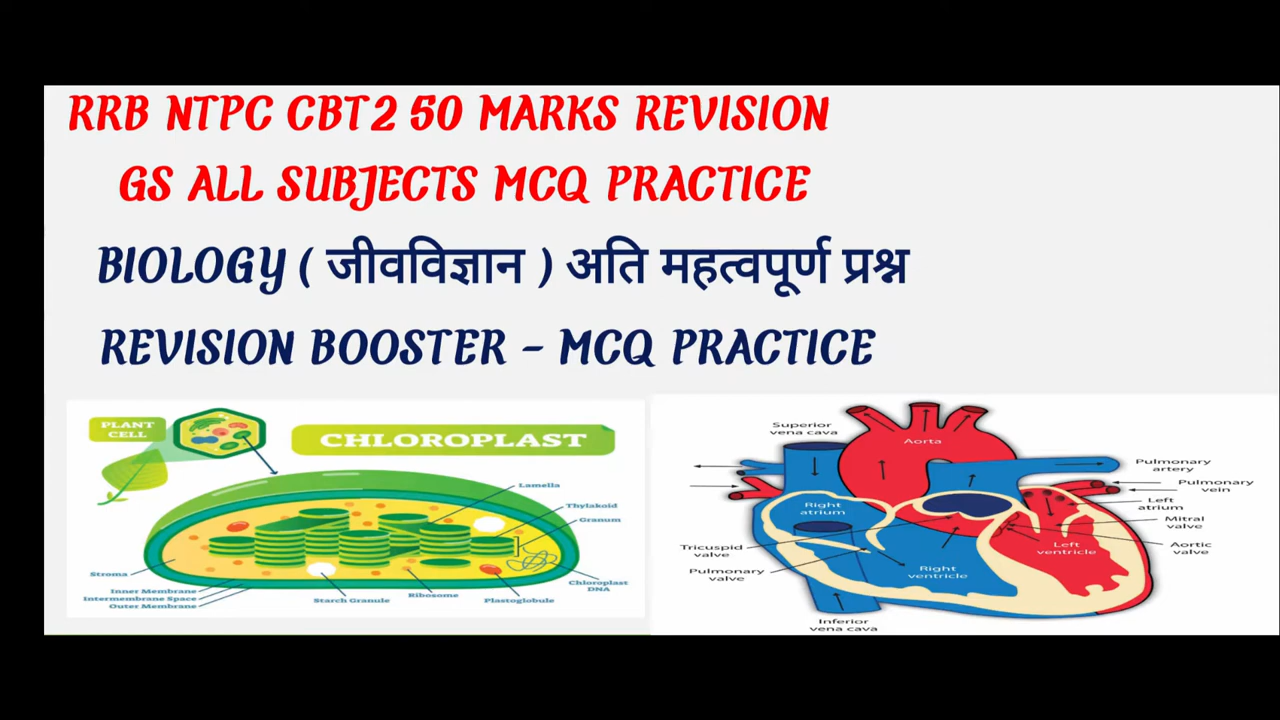 RRB NTPC CBT2 50 MARKS REVISION
GS ALL SUBJECTS MCQ PRACTICE
BIOLOGY ( जीवविज्ञान ) अति महत्वपूर्ण प्रश्न
REVISION BOOSTER - MCQ PRACTICE
PLANT
CELL
CHLOROPLAST
Lamella
Thylakoid
Granum
Stroma
Inner Membrane
Intermembrane Space
Outer Membrane
Starch Granule
Ribosome
Plastoglobule
Chloroplast
DNA
Superior
vena cava
Aorta
Pulmonary
artery
Pulmonary
vein
Right
atrium
Left
atrium
Mitral
valve
Tricuspid
valve
Left
ventricle
Aortic
valve
Pulmonary
valve
Right
ventricle
Inferior
vena cava